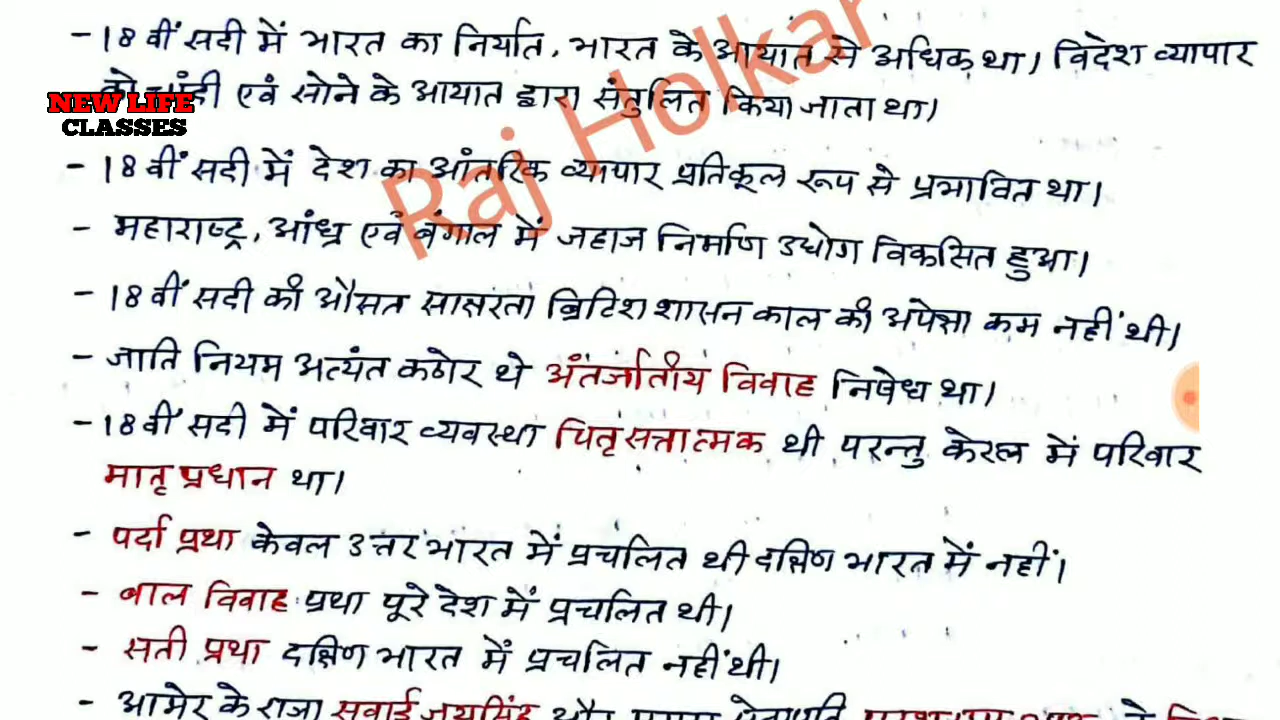 - 18 वीं सदी में भारत का निर्यात, भारत के आयात से अधिक था। विदेश व्यापार
को चांदी एवं सोने के आयात द्वारा संतुलित किया जाता था।
NEW LIFE
CLASSES
Raj Holkar
- 18 वीं सदी में देश का आंतरिक व्यापार प्रतिकूल रूप से प्रभावित था।
- महाराष्ट्र, आंध्र एवं बंगाल में जहाज निर्माण उद्योग विकसित हुआ।
- 18 वीं सदी की औसत साक्षरता ब्रिटिश शासन काल की अपेक्षा कम नहीं थी।
- जाति नियम अत्यंत कठोर थे अंतर्जातीय विवाह निषेध था।
- 18 वीं सदी में परिवार व्यवस्था पितृसत्तात्मक थी परन्तु केरल में परिवार
मातृ प्रधान था।
- पर्दा प्रथा केवल उत्तर भारत में प्रचलित थी दक्षिण भारत में नहीं।
- बाल विवाह प्रथा पूरे देश में प्रचलित थी।
- सती प्रथा दक्षिण भारत में प्रचलित नहीं थी।
- आमेर के राजा सवाई जयसिंह और